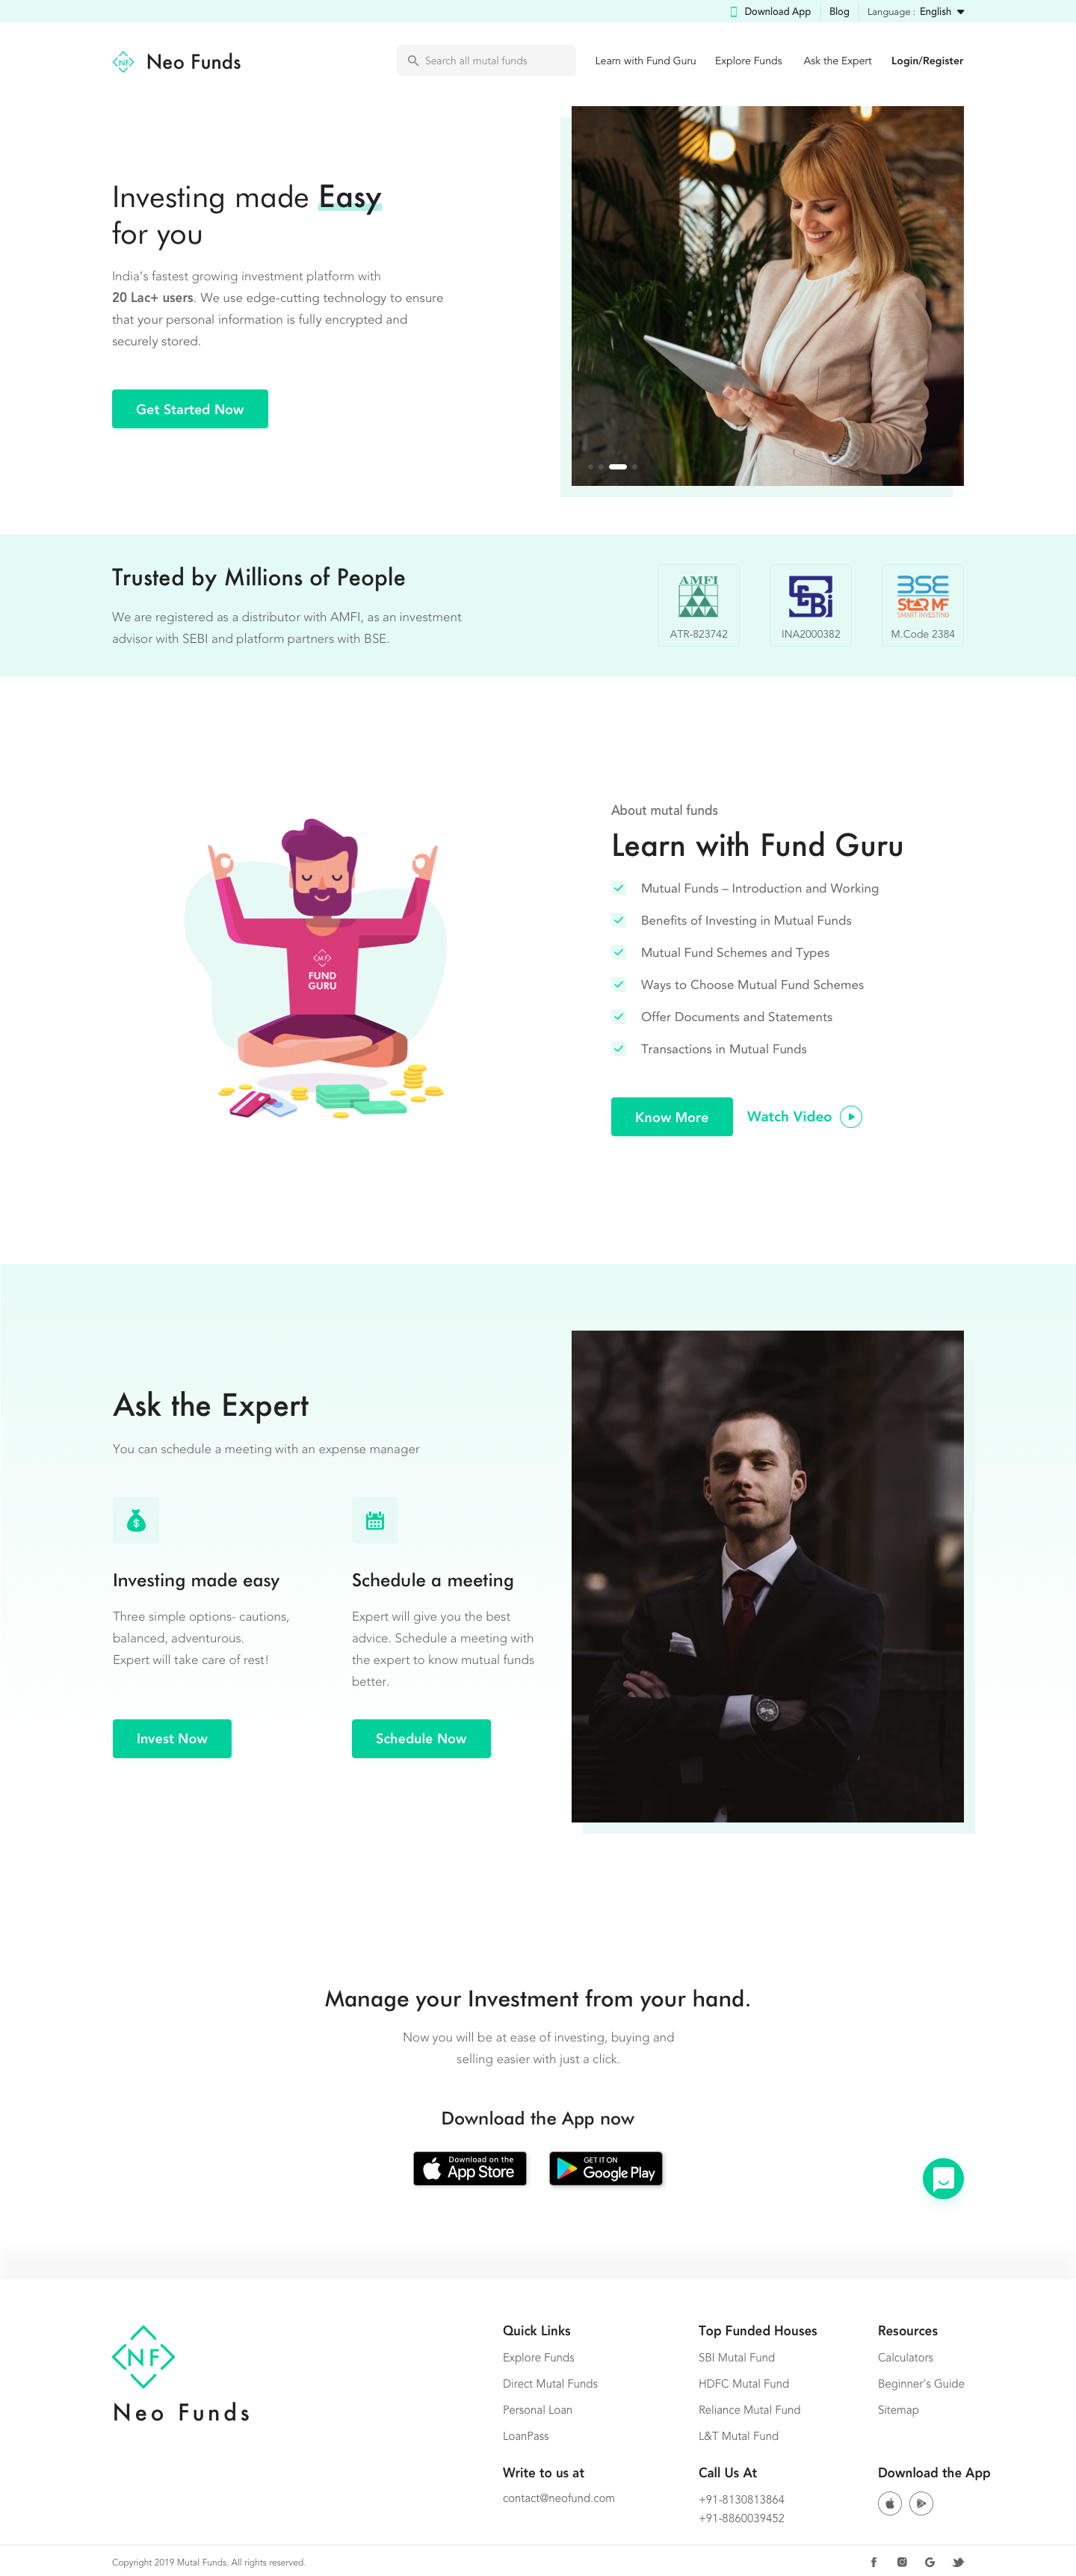 Download App
Blog
Language : English
NF
Neo Funds
Search all mutal funds
Learn with Fund Guru
Explore Funds
Ask the Expert
Login/Register
Investing made Easy
for you
India's fastest growing investment platform with
20 Lac+ users. We use edge-cutting technology to ensure
that your personal information is fully encrypted and
securely stored.
Get Started Now
Trusted by Millions of People
We are registered as a distributor with AMFI, as an investment
advisor with SEBI and platform partners with BSE.
AMFI
ATR-823742
SEBi
INA2000382
BSE
STAR MF
SMART INVESTING
M.Code 2384
MF
FUND
GURU
About mutal funds
Learn with Fund Guru
Mutual Funds – Introduction and Working
Benefits of Investing in Mutual Funds
Mutual Fund Schemes and Types
Ways to Choose Mutual Fund Schemes
Offer Documents and Statements
Transactions in Mutual Funds
Know More
Watch Video
Ask the Expert
You can schedule a meeting with an expense manager
$
Investing made easy
Three simple options- cautions,
balanced, adventurous.
Expert will take care of rest!
Invest Now
Schedule a meeting
Expert will give you the best
advice. Schedule a meeting with
the expert to know mutual funds
better.
Schedule Now
Manage your Investment from your hand.
Now you will be at ease of investing, buying and
selling easier with just a click.
Download the App now
Download on the
App Store
GET IT ON
Google Play
NF
Neo Funds
Quick Links
Explore Funds
Direct Mutual Funds
Personal Loan
LoanPass
Top Funded Houses
SBI Mutal Fund
HDFC Mutal Fund
Reliance Mutal Fund
L&T Mutal Fund
Resources
Calculators
Beginner's Guide
Sitemap
Write to us at
contact@neofund.com
Call Us At
+91-8130813864
+91-8860039452
Download the App
Copyright 2019 Mutal Funds. All rights reserved.